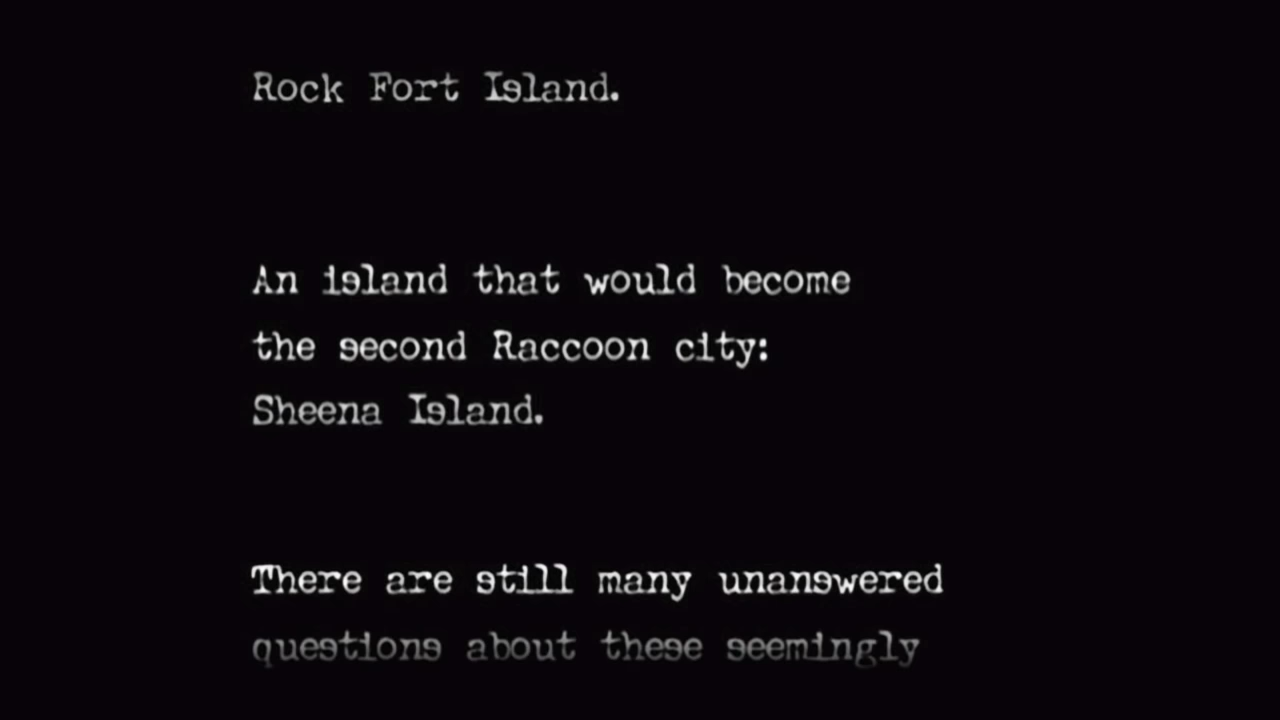 Rock Fort Island.
An island that would become
the second Raccoon city:
Sheena Island.
There are still many unanswered
questions about these seemingly